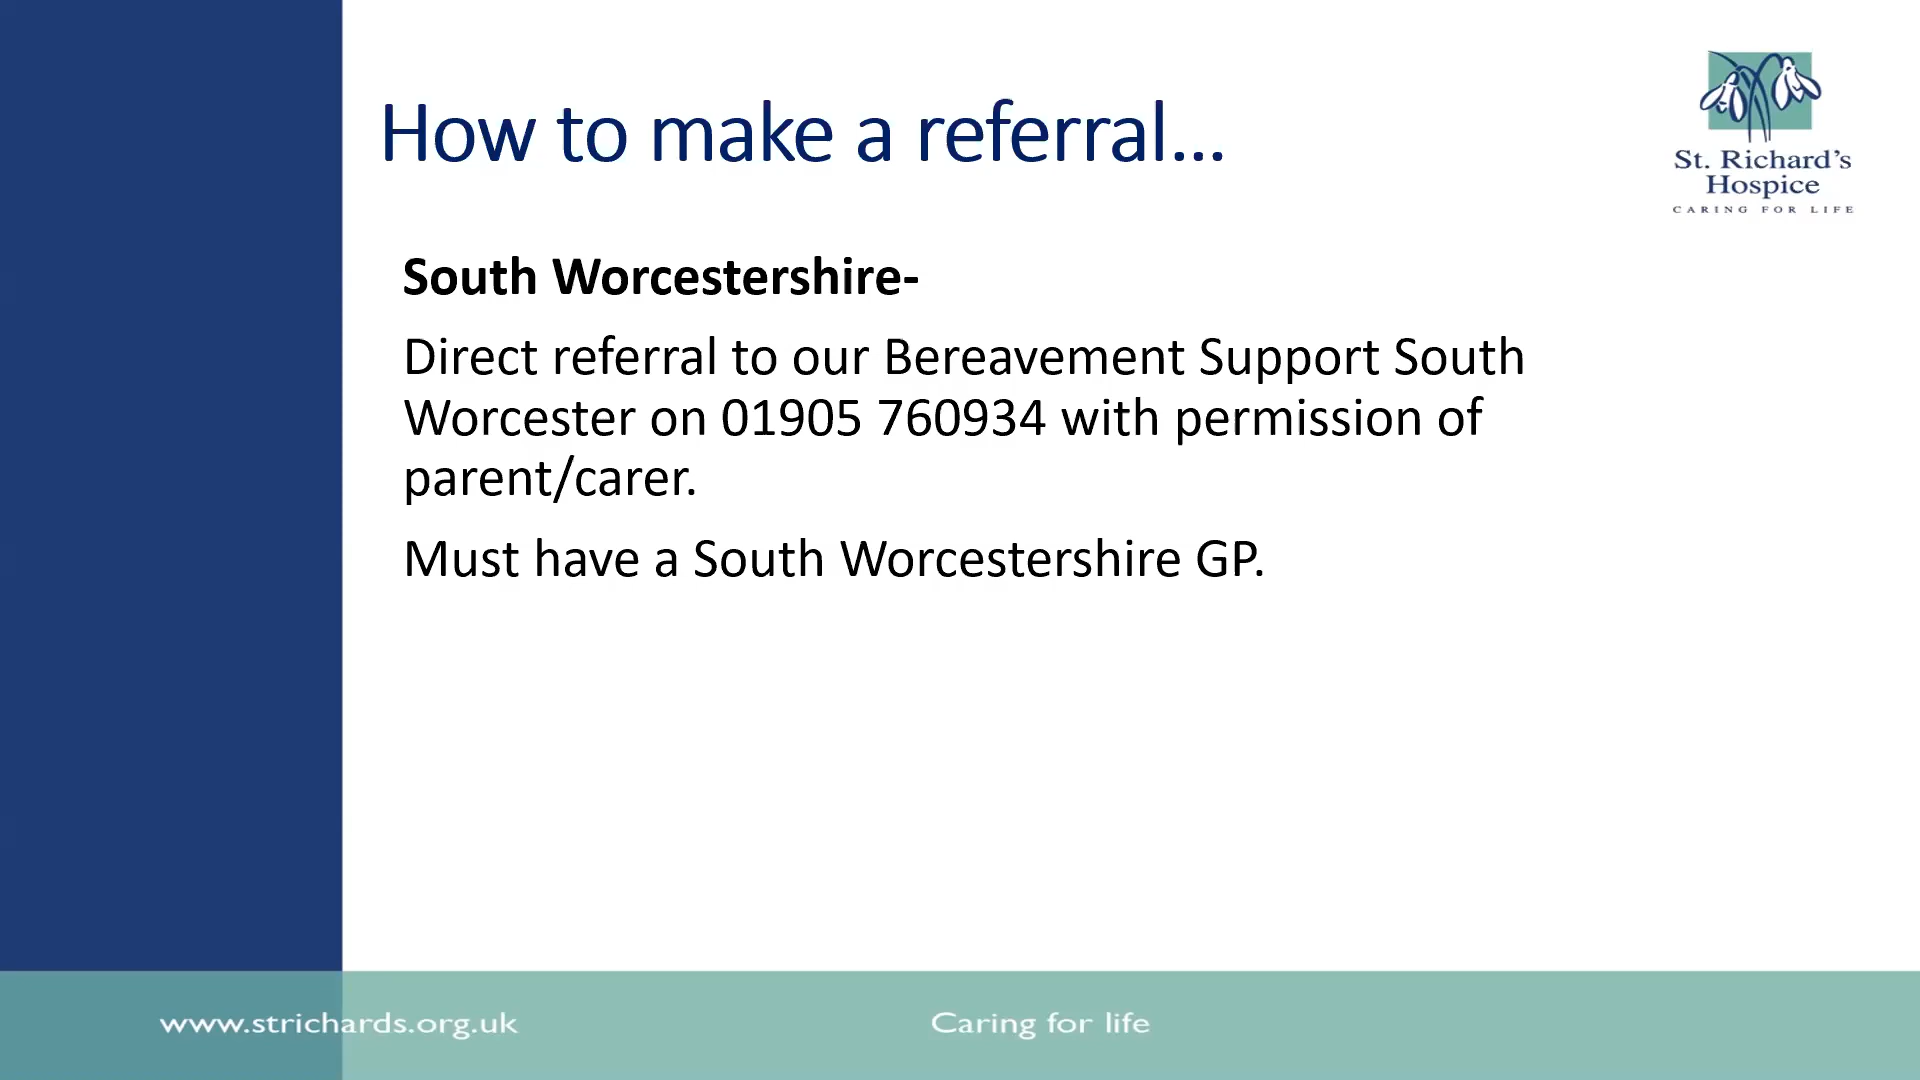 How to make a referral...
St. Richard's
Hospice
CARING FOR LIFE
South Worcestershire-
Direct referral to our Bereavement Support South
Worcester on 01905 760934 with permission of
parent/carer.
Must have a South Worcestershire GP.
www.strichards.org.uk
Caring for life